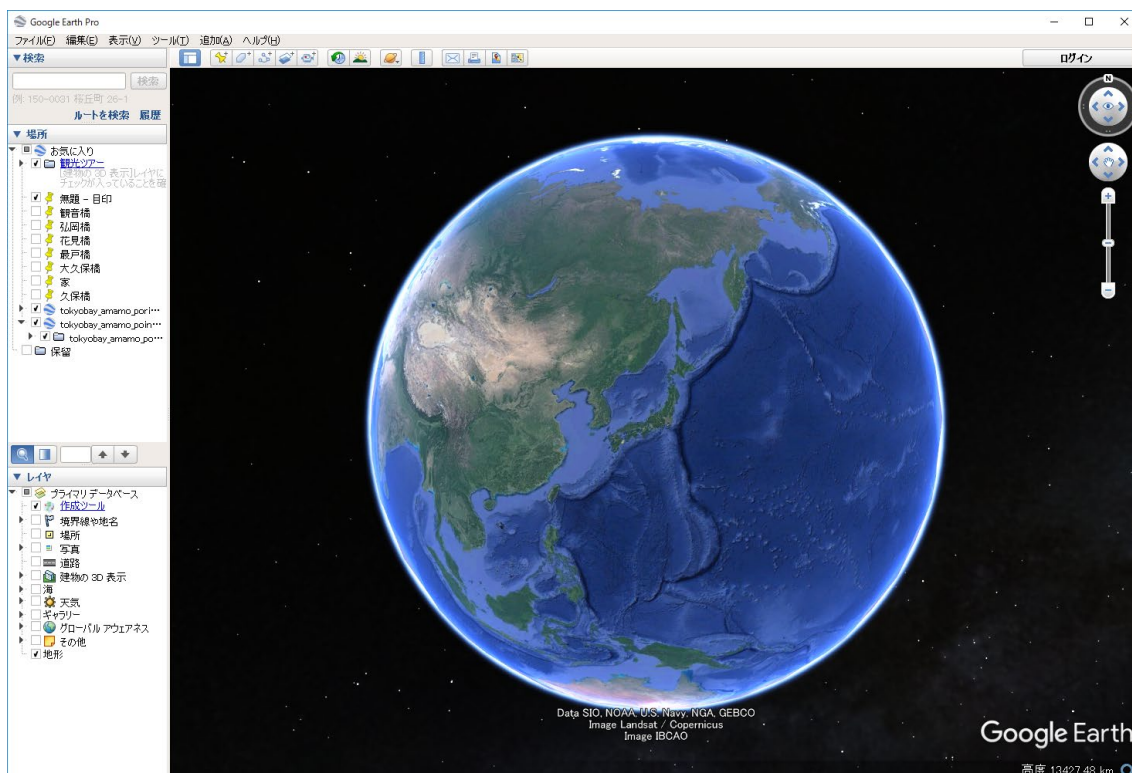 Google Earth Pro
ファイル(F) 編集(E) 表示(V) ツール(T) 追加(A) ヘルプ(H)
▼検索
ログイン
検索
例: 150-0031 桜丘町 26-1
ルートを検索 履歴
▼ 場所
お気に入り
観光ツアー
[建物の 3D 表示]レイヤに
チェックが入っていることを確
無題 - 目印
観音橋
弘岡橋
花見橋
最戸橋
大久保橋
家
久保橋
tokyobay_amamo_pori…
tokyobay_amamo_poin…
tokyobay_amamo_po…
保留
▼ レイヤ
プライマリ データベース
作成ツール
境界線や地名
場所
写真
道路
建物の 3D 表示
海
天気
ギャラリー
グローバル アウェアネス
その他
地形
N
Data SIO, NOAA, U.S. Navy, NGA, GEBCO
Image Landsat / Copernicus
Image IBCAO
Google Earth
高度 13427.48 km